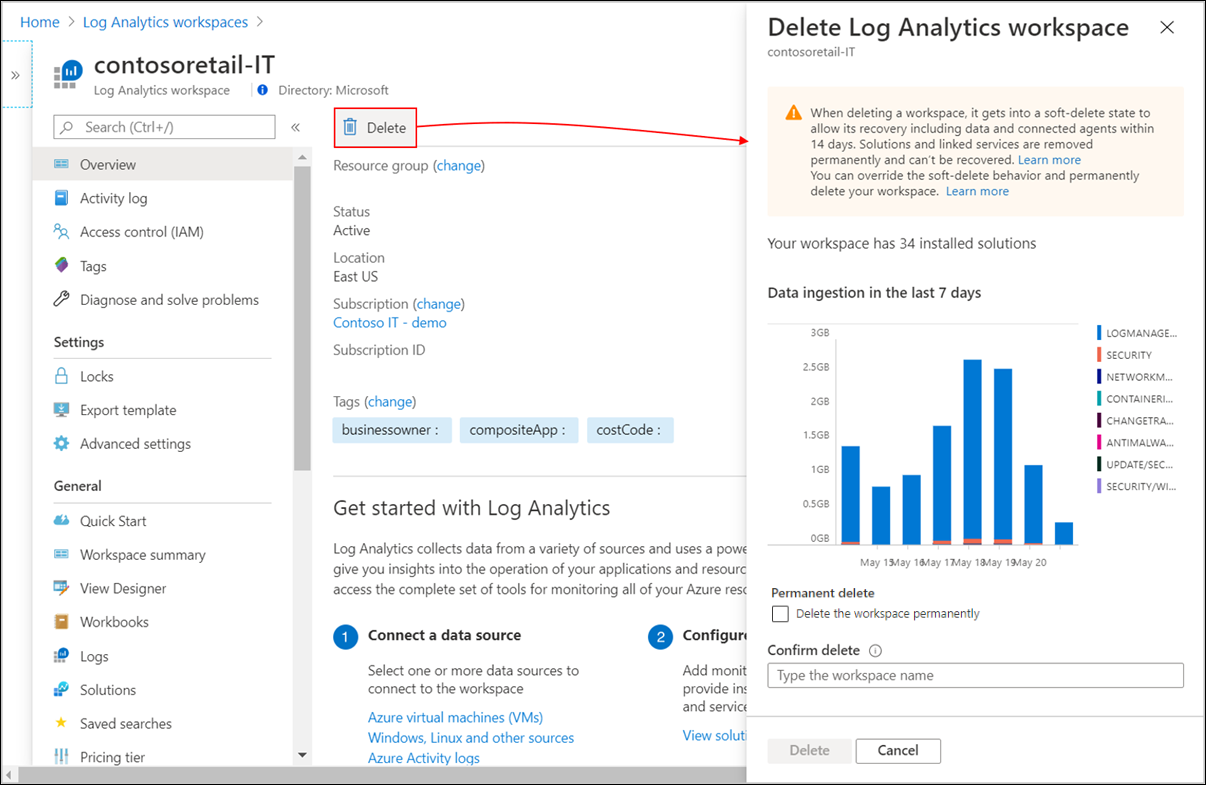 Home > Log Analytics workspaces >
»
contosoretail-IT
Log Analytics workspace
Directory: Microsoft
Search (Ctrl+/)
«
Overview
Activity log
Access control (IAM)
Tags
Diagnose and solve problems
Settings
Locks
Export template
Advanced settings
General
Quick Start
Workspace summary
View Designer
Workbooks
Logs
Solutions
Saved searches
Pricing tier
Delete
Resource group (change)
Status
Active
Location
East US
Subscription (change)
Contoso IT - demo
Subscription ID
Tags (change)
businessowner :
compositeApp :
costCode :
Get started with Log Analytics
Log Analytics collects data from a variety of sources and uses a powe
give you insights into the operation of your applications and resourc
access the complete set of tools for monitoring all of your Azure resc
1 Connect a data source
Select one or more data sources to
connect to the workspace
Azure virtual machines (VMs)
Windows, Linux and other sources
Azure Activity logs
2 Configure
Add monit
provide ins
and service
View soluti
Delete Log Analytics workspace
contosoretail-IT
When deleting a workspace, it gets into a soft-delete state to
allow its recovery including data and connected agents within
14 days. Solutions and linked services are removed
permanently and can't be recovered. Learn more
You can override the soft-delete behavior and permanently
delete your workspace. Learn more
Your workspace has 34 installed solutions
Data ingestion in the last 7 days
3GB
2.5GB
2GB
1.5GB
1GB
0.5GB
0GB
May 15
May 16
May 17
May 18
May 19
May 20
LOGMANAGE...
SECURITY
NETWORKM...
CONTAINERI...
CHANGETRA...
ANTIMALWA...
UPDATE/SEC...
SECURITY/WI...
Permanent delete
Delete the workspace permanently
Confirm delete
Type the workspace name
Delete
Cancel